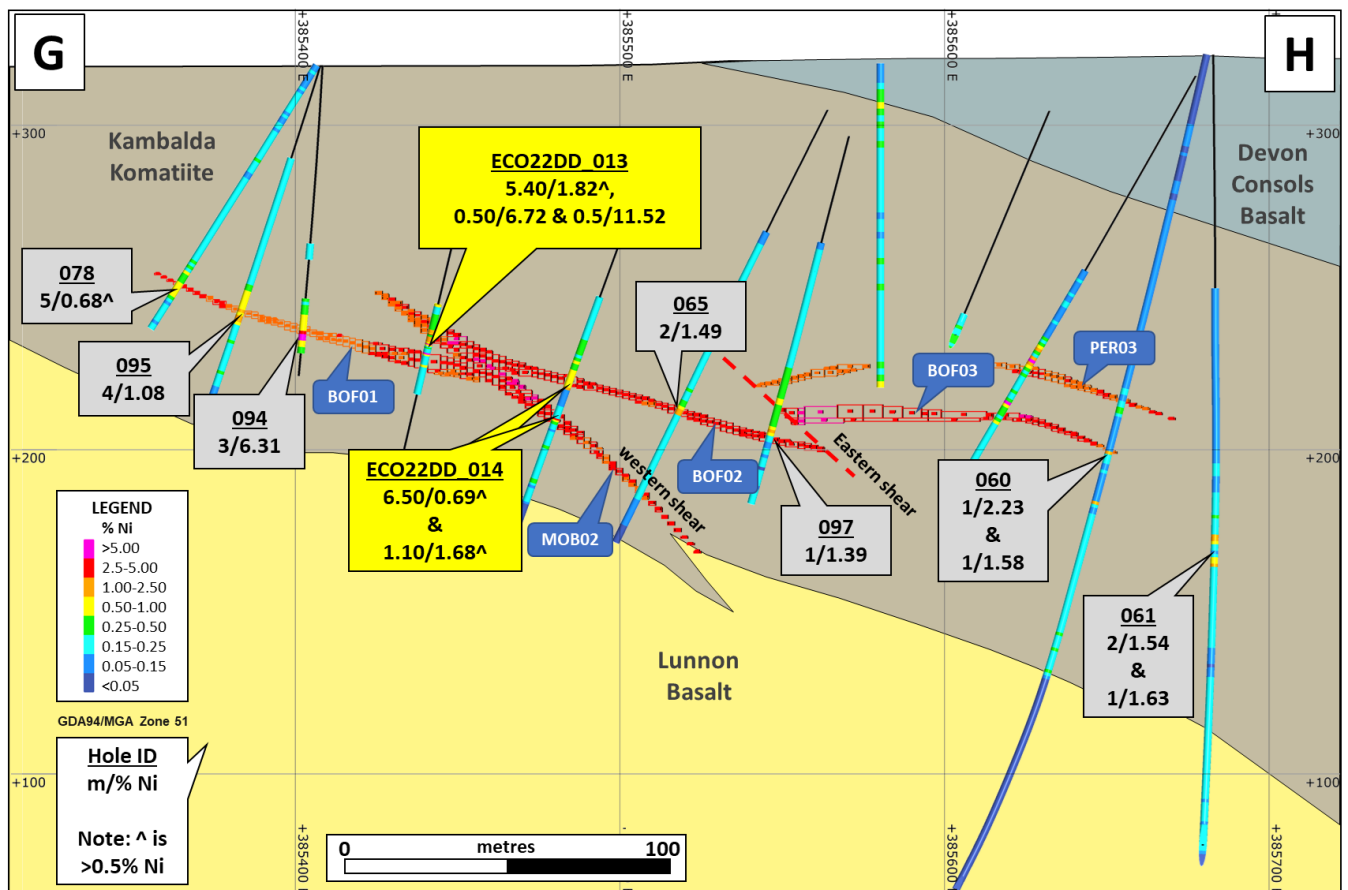 G
H
+385400 E
+385500 E
+385600 E
+300
+300
Kambalda
Komatiite
Devon
Consols
Basalt
ECO22DD_013
5.40/1.82^,
0.50/6.72 & 0.5/11.52
078
5/0.68^
095
4/1.08
094
3/6.31
BOF01
065
2/1.49
BOF03
PER03
+200
+200
ECO22DD_014
6.50/0.69^
&
1.10/1.68^
western shear
MOB02
BOF02
Eastern shear
097
1/1.39
060
1/2.23
&
1/1.58
061
2/1.54
&
1/1.63
Lunnon
Basalt
LEGEND
% Ni
>5.00
2.5-5.00
1.00-2.50
0.50-1.00
0.25-0.50
0.15-0.25
0.05-0.15
<0.05
GDA94/MGA Zone 51
Hole ID
m/% Ni
Note: ^ is
>0.5% Ni
+100
+100
0 metres 100
+385400 E
+385600 E
+385700 E